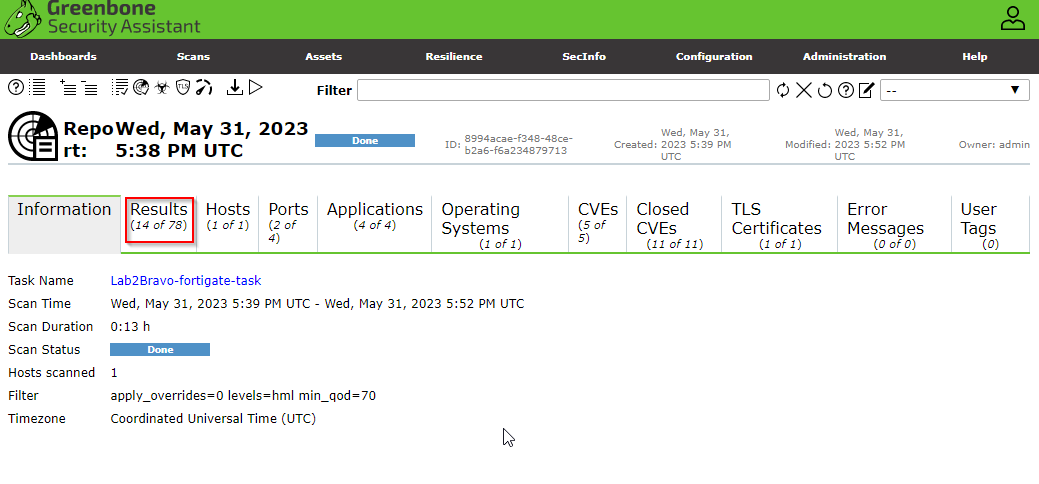 Greenbone
Security Assistant
Dashboards Scans Assets Resilience SecInfo Configuration Administration Help
Filter --
Repo
rt:
Wed, May 31, 2023
5:38 PM UTC
Done
ID: 8994acae-f348-48ce-
b2a6-f6a234879713
Created: Wed, May 31,
2023 5:39 PM
UTC
Modified: Wed, May 31,
2023 5:52 PM
UTC
Owner: admin
Information
Results
(14 of 78)
Hosts
(1 of 1)
Ports
(2 of
4)
Applications
(4 of 4)
Operating
Systems
(1 of 1)
CVEs
(5 of
5)
Closed
CVEs
(11 of 11)
TLS
Certificates
(1 of 1)
Error
Messages
(0 of 0)
User
Tags
(0)
Task Name Lab2Bravo-fortigate-task
Scan Time Wed, May 31, 2023 5:39 PM UTC - Wed, May 31, 2023 5:52 PM UTC
Scan Duration 0:13 h
Scan Status Done
Hosts scanned 1
Filter apply_overrides=0 levels=hml min_qod=70
Timezone Coordinated Universal Time (UTC)